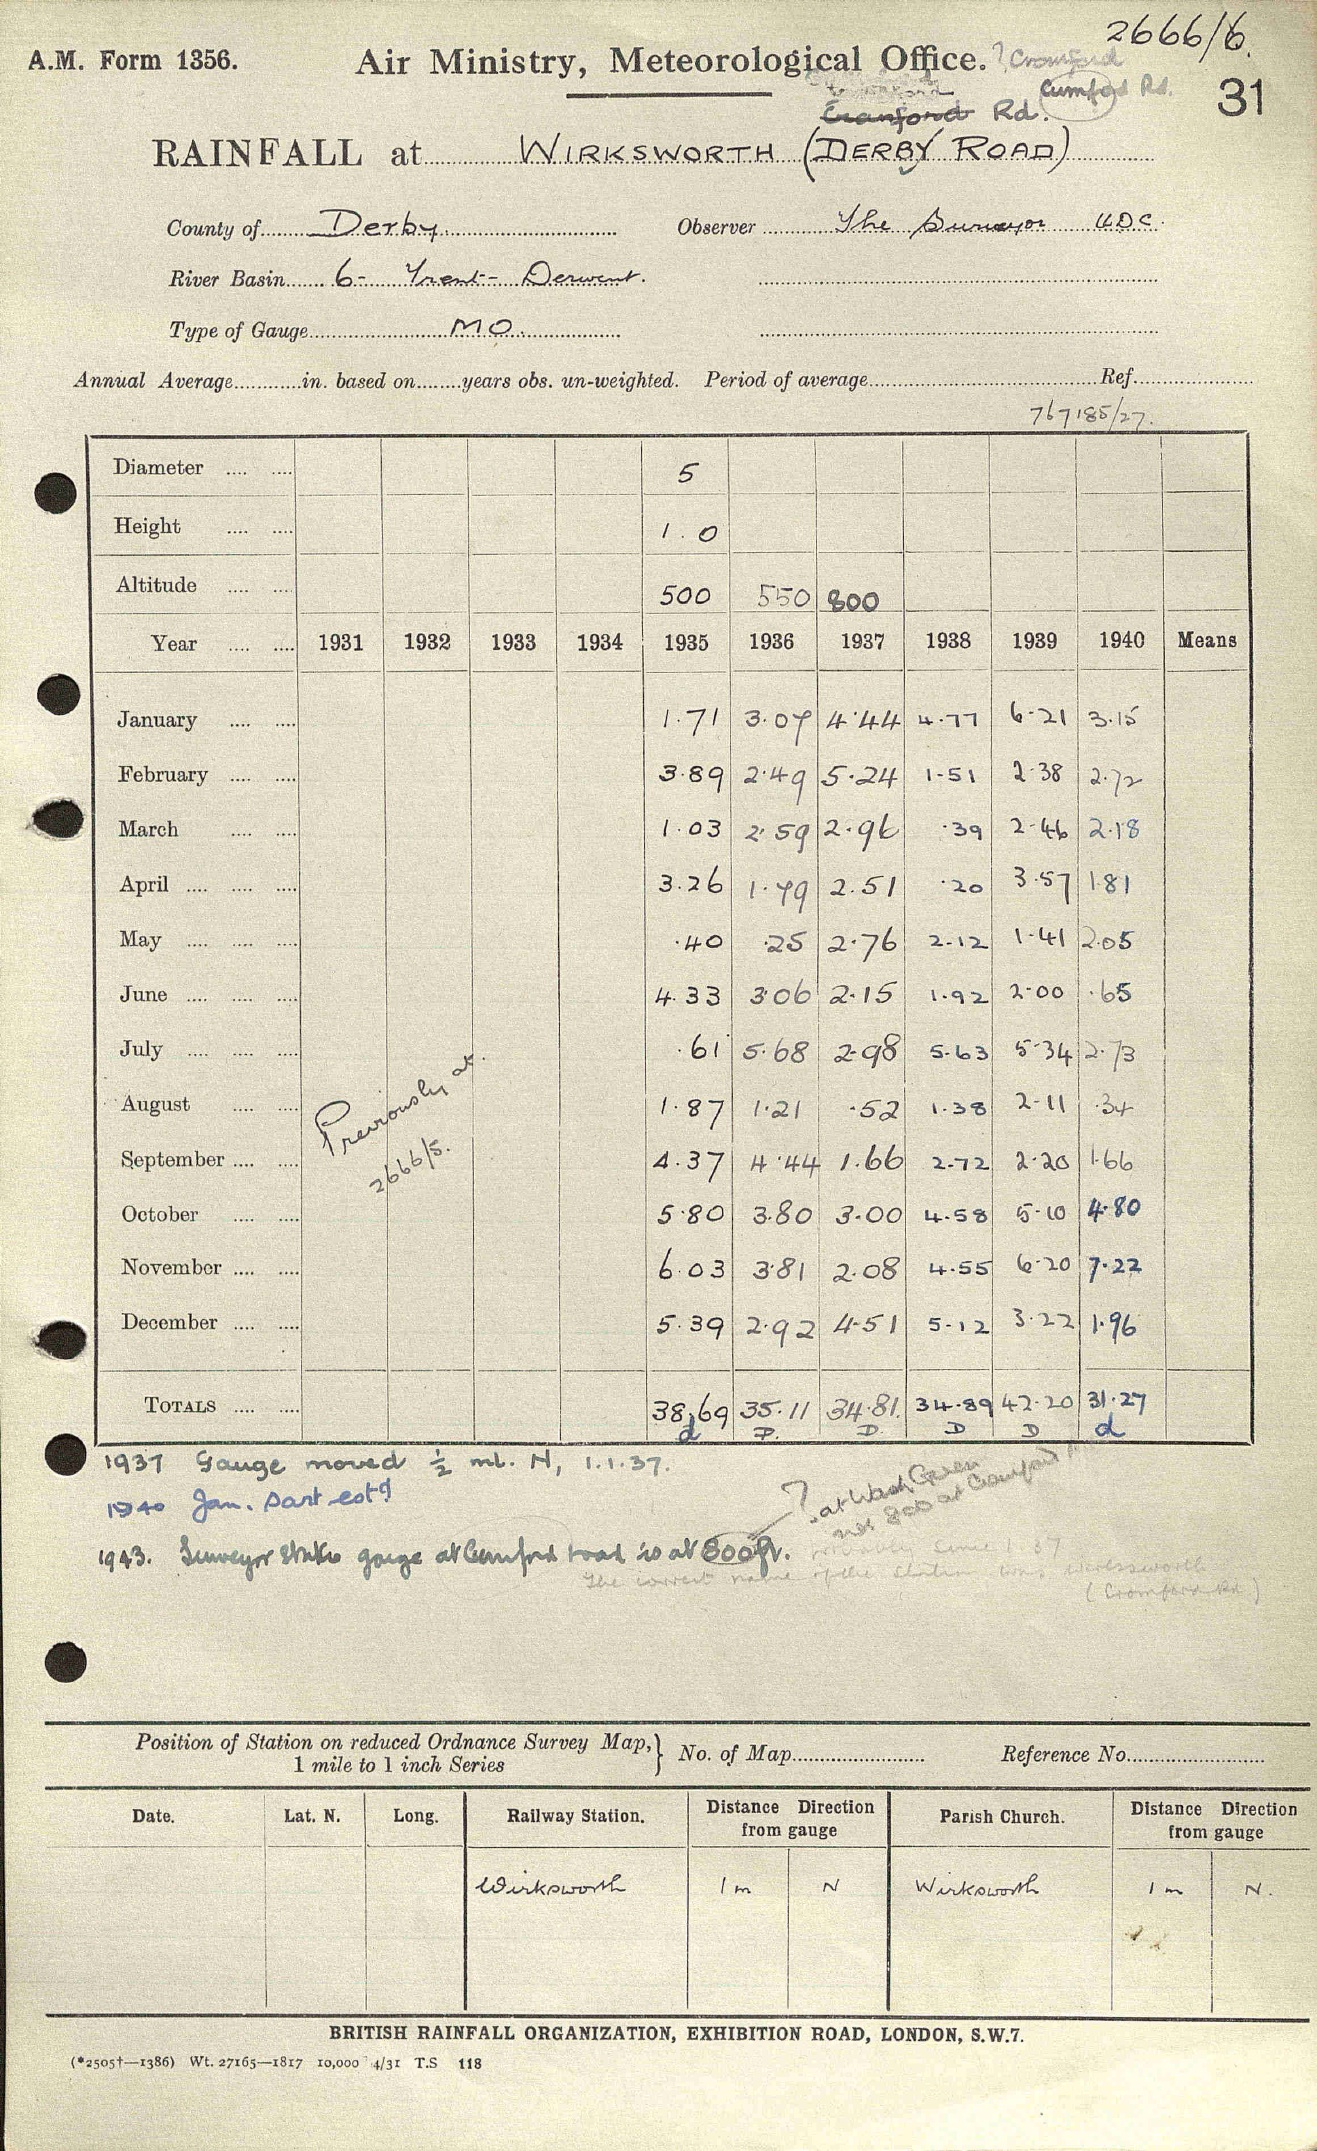 2666/6.
A.M. Form 1356. Air Ministry, Meteorological Office. ? Cromford
Cumford Rd. 31
Cranford Rd.
RAINFALL at WIRKSWORTH (DERBY ROAD)
County of Derby Observer The Surveyor UDC.
River Basin 6- Trent- Derwent.
Type of Gauge MO.
Annual Average in. based on years obs. un-weighted. Period of average Ref.
767185/27.
Diameter 5
Height 1.0
Altitude 500 550 800
Year 1931 1932 1933 1934 1935 1936 1937 1938 1939 1940 Means
January 1.71 3.07 4.44 4.77 6.21 3.15
February 3.89 2.49 5.24 1.51 2.38 2.72
March 1.03 2.59 2.96 .39 2.46 2.18
April 3.26 1.79 2.51 .20 3.57 1.81
May .40 .25 2.76 2.12 1.41 2.05
June 4.33 3.06 2.15 1.92 2.00 .65
July .61 5.68 2.98 5.63 5.34 2.73
August 1.87 1.21 .52 1.38 2.11 .34
September 4.37 4.44 1.66 2.72 2.20 1.66
October 5.80 3.80 3.00 4.58 5.10 4.80
November 6.03 3.81 2.08 4.55 6.20 7.22
December 5.39 2.92 4.51 5.12 3.22 1.96
Previously at
2666/5.
TOTALS 38.69 35.11 34.81 34.89 42.20 31.27
d D. D. D D d
1937 Gauge moved ½ ml. N, 1.1.37.
1940 Jan. part estd
? at Wash Green
not 800 at Cromford
1943. Surveyor states gauge at Cumford road is at 800 ft.
probably since 1.37
The correct name of the station was Wirksworth
(Cromford Rd)
Position of Station on reduced Ordnance Survey Map, 1 mile to 1 inch Series } No. of Map Reference No.
Date. Lat. N. Long. Railway Station. Distance Direction from gauge Parish Church. Distance Direction from gauge
Wirksworth 1 m N Wirksworth 1 m N.
BRITISH RAINFALL ORGANIZATION, EXHIBITION ROAD, LONDON, S.W.7.
(*2505†—1386) Wt. 27165—1817 10,000 4/31 T.S 118